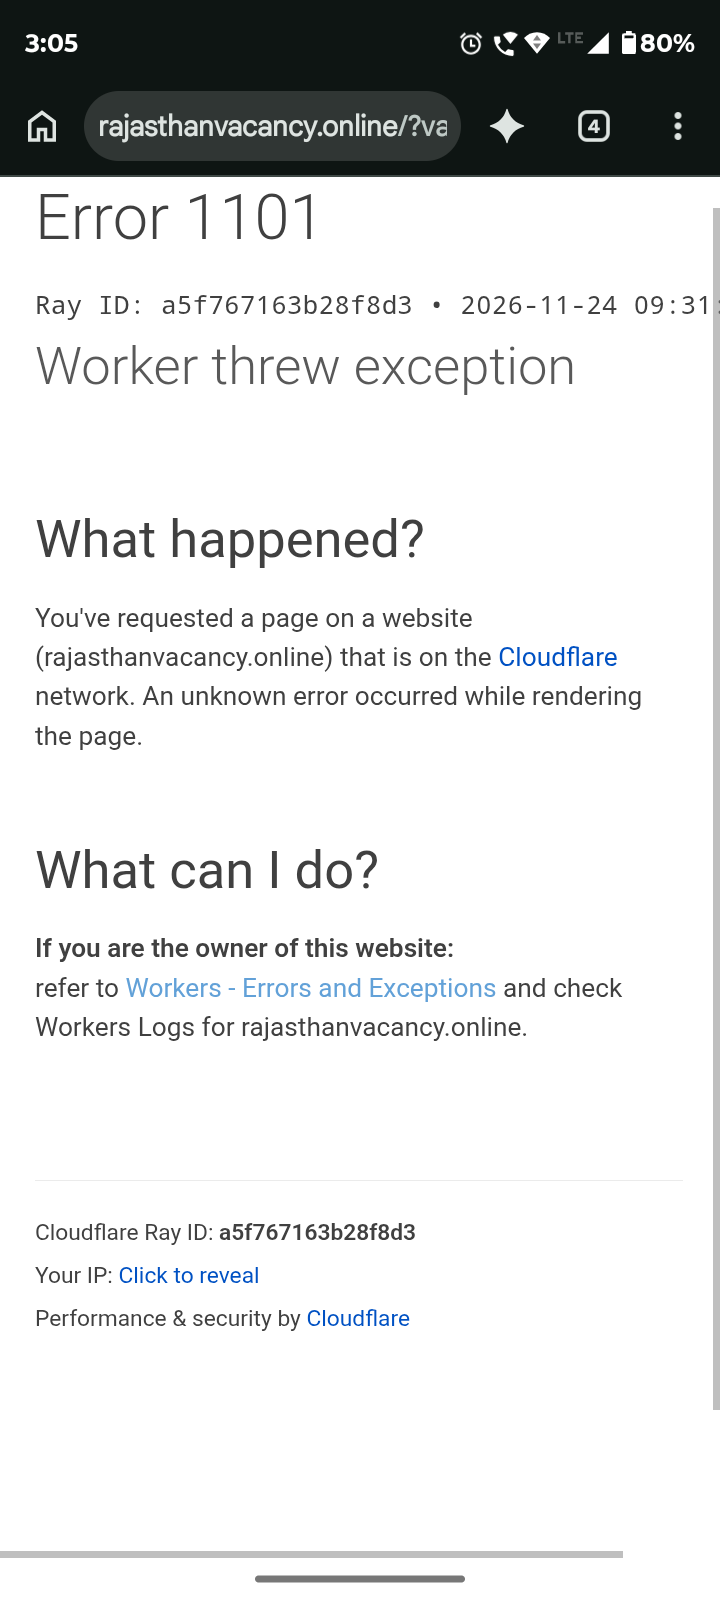 3:05
LTE
80%
rajasthanvacancy.online/?va
4
Error 1101
Ray ID: a5f767163b28f8d3 • 2026-11-24 09:31:
Worker threw exception
What happened?
You've requested a page on a website
(rajasthanvacancy.online) that is on the Cloudflare
network. An unknown error occurred while rendering
the page.
What can I do?
If you are the owner of this website:
refer to Workers - Errors and Exceptions and check
Workers Logs for rajasthanvacancy.online.
Cloudflare Ray ID: a5f767163b28f8d3
Your IP: Click to reveal
Performance & security by Cloudflare